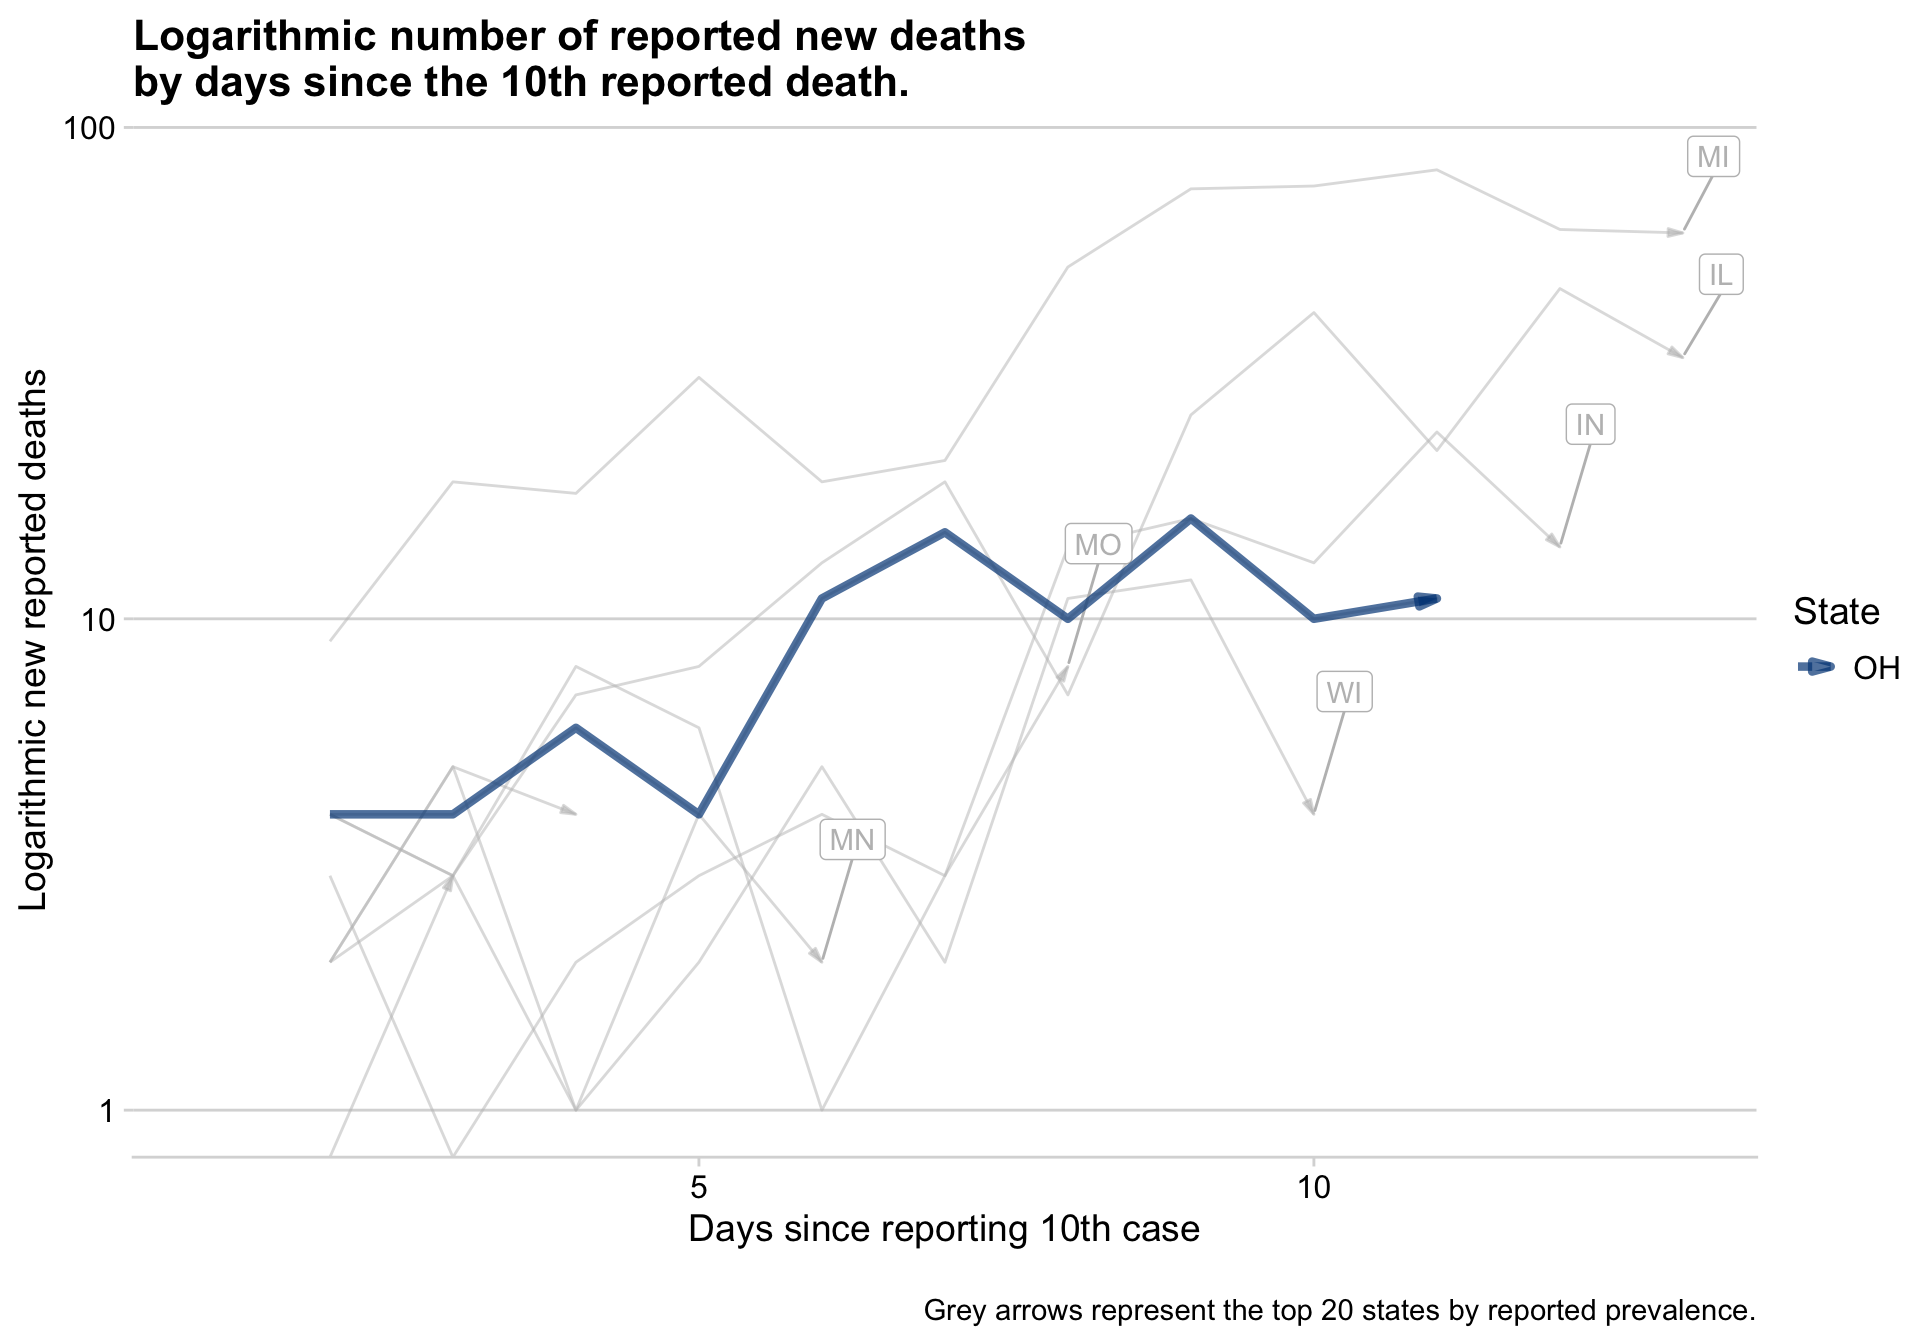 Logarithmic number of reported new deaths
by days since the 10th reported death.
100
10
1
Logarithmic new reported deaths
MI
IL
IN
MO
WI
MN
State
OH
5
10
Days since reporting 10th case
Grey arrows represent the top 20 states by reported prevalence.